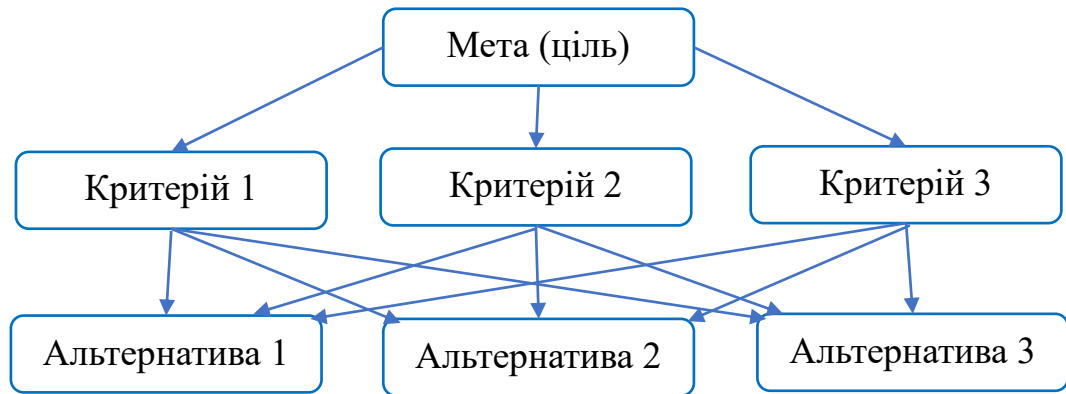 Мета (ціль)
Критерій 1
Критерій 2
Критерій 3
Альтернатива 1
Альтернатива 2
Альтернатива 3